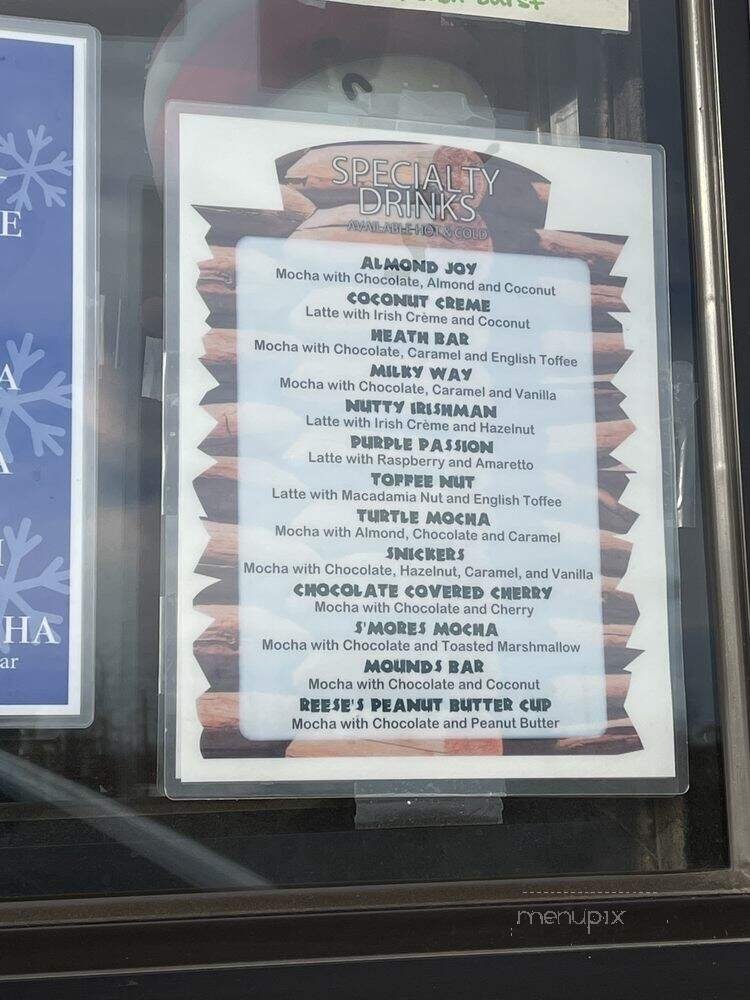 SPECIALTY
DRINKS
AVAILABLE HOT & COLD
ALMOND JOY
Mocha with Chocolate, Almond and Coconut
COCONUT CREME
Latte with Irish Crème and Coconut
HEATH BAR
Mocha with Chocolate, Caramel and English Toffee
MILKY WAY
Mocha with Chocolate, Caramel and Vanilla
NUTTY IRISHMAN
Latte with Irish Crème and Hazelnut
PURPLE PASSION
Latte with Raspberry and Amaretto
TOFFEE NUT
Latte with Macadamia Nut and English Toffee
TURTLE MOCHA
Mocha with Almond, Chocolate and Caramel
SNICKERS
Mocha with Chocolate, Hazelnut, Caramel, and Vanilla
CHOCOLATE COVERED CHERRY
Mocha with Chocolate and Cherry
S'MORES MOCHA
Mocha with Chocolate and Toasted Marshmallow
MOUNDS BAR
Mocha with Chocolate and Coconut
REESE'S PEANUT BUTTER CUP
Mocha with Chocolate and Peanut Butter
E
A
A
HA
ar
menupix